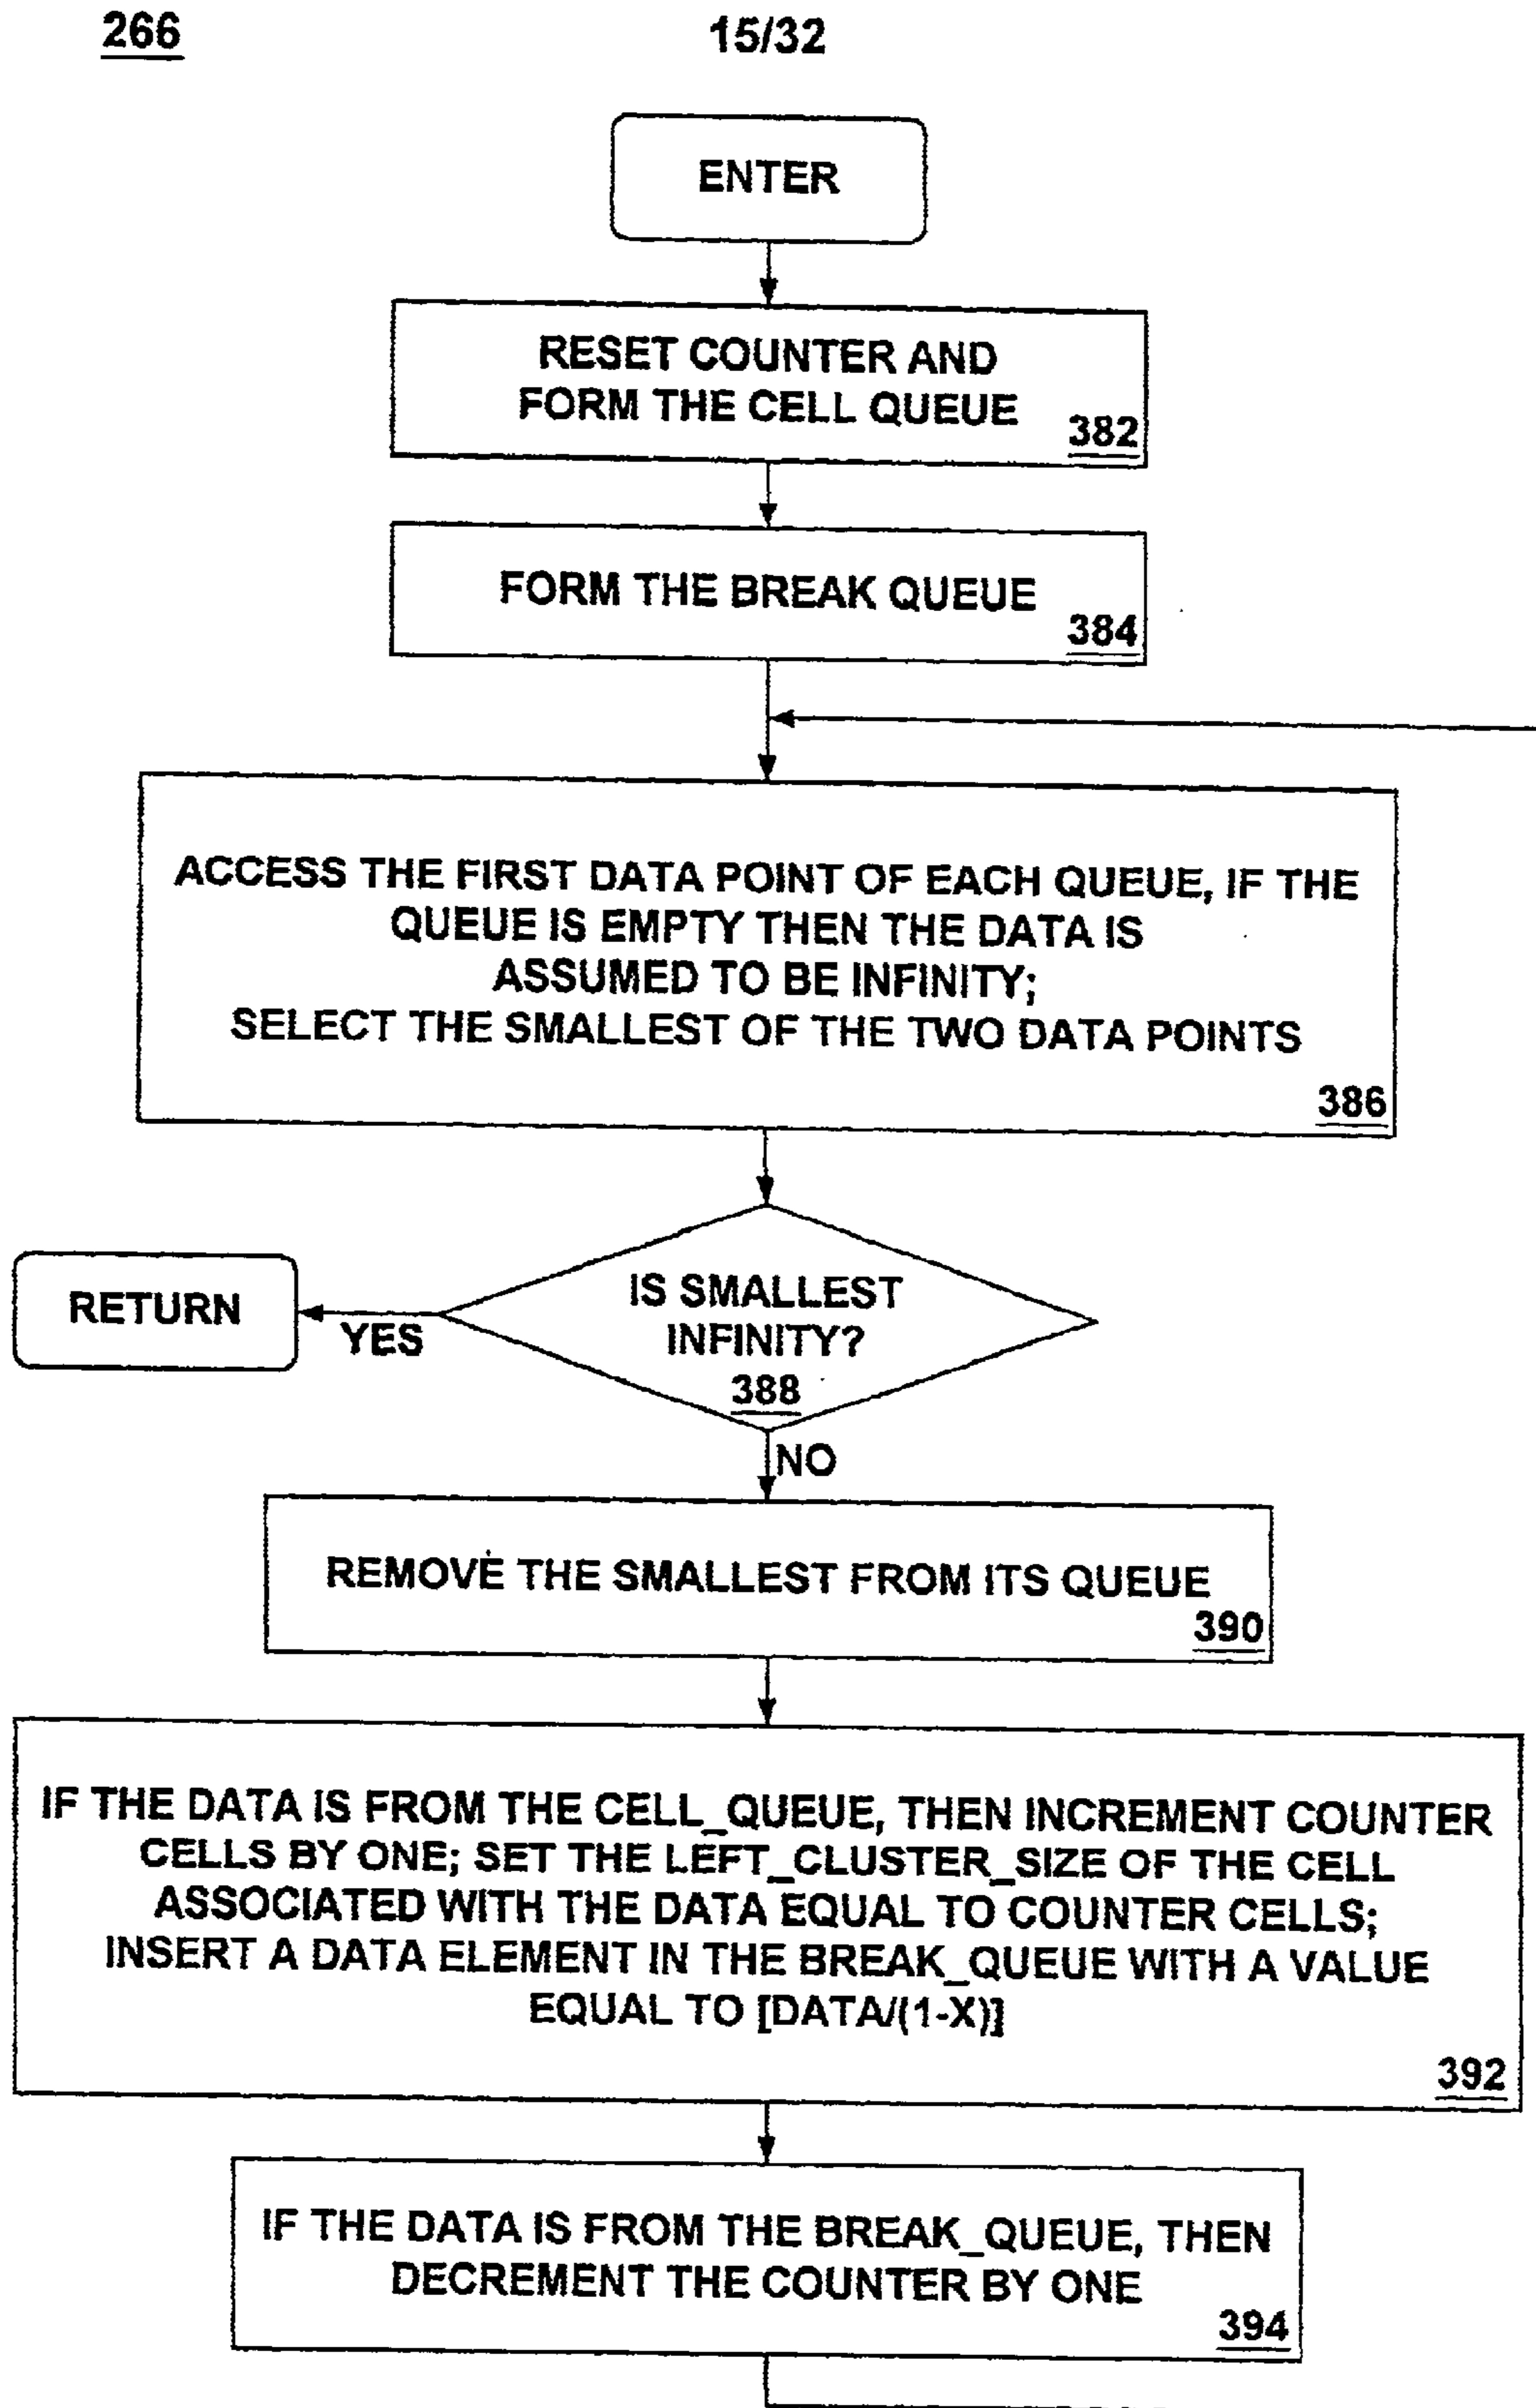 266
15/32
ENTER
RESET COUNTER AND
FORM THE CELL QUEUE
382
FORM THE BREAK QUEUE
384
ACCESS THE FIRST DATA POINT OF EACH QUEUE, IF THE
QUEUE IS EMPTY THEN THE DATA IS
ASSUMED TO BE INFINITY;
SELECT THE SMALLEST OF THE TWO DATA POINTS
386
IS SMALLEST
INFINITY?
388
RETURN
YES
NO
REMOVE THE SMALLEST FROM ITS QUEUE
390
IF THE DATA IS FROM THE CELL_QUEUE, THEN INCREMENT COUNTER
CELLS BY ONE; SET THE LEFT_CLUSTER_SIZE OF THE CELL
ASSOCIATED WITH THE DATA EQUAL TO COUNTER CELLS;
INSERT A DATA ELEMENT IN THE BREAK_QUEUE WITH A VALUE
EQUAL TO [DATA/(1-X)]
392
IF THE DATA IS FROM THE BREAK_QUEUE, THEN
DECREMENT THE COUNTER BY ONE
394